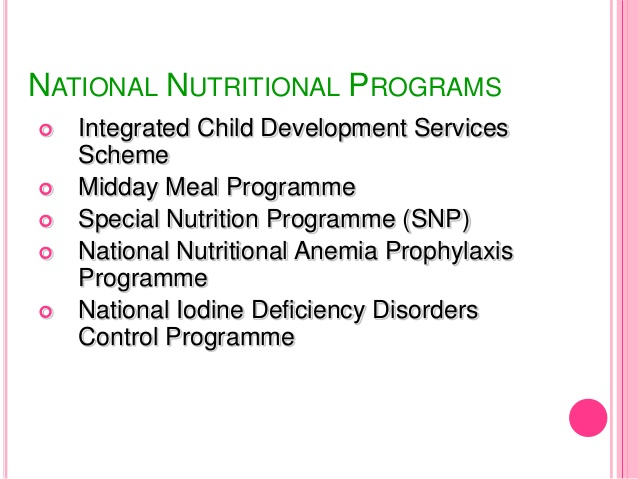 NATIONAL NUTRITIONAL PROGRAMS
Integrated Child Development Services
Scheme
Midday Meal Programme
Special Nutrition Programme (SNP)
National Nutritional Anemia Prophylaxis
Programme
National Iodine Deficiency Disorders
Control Programme